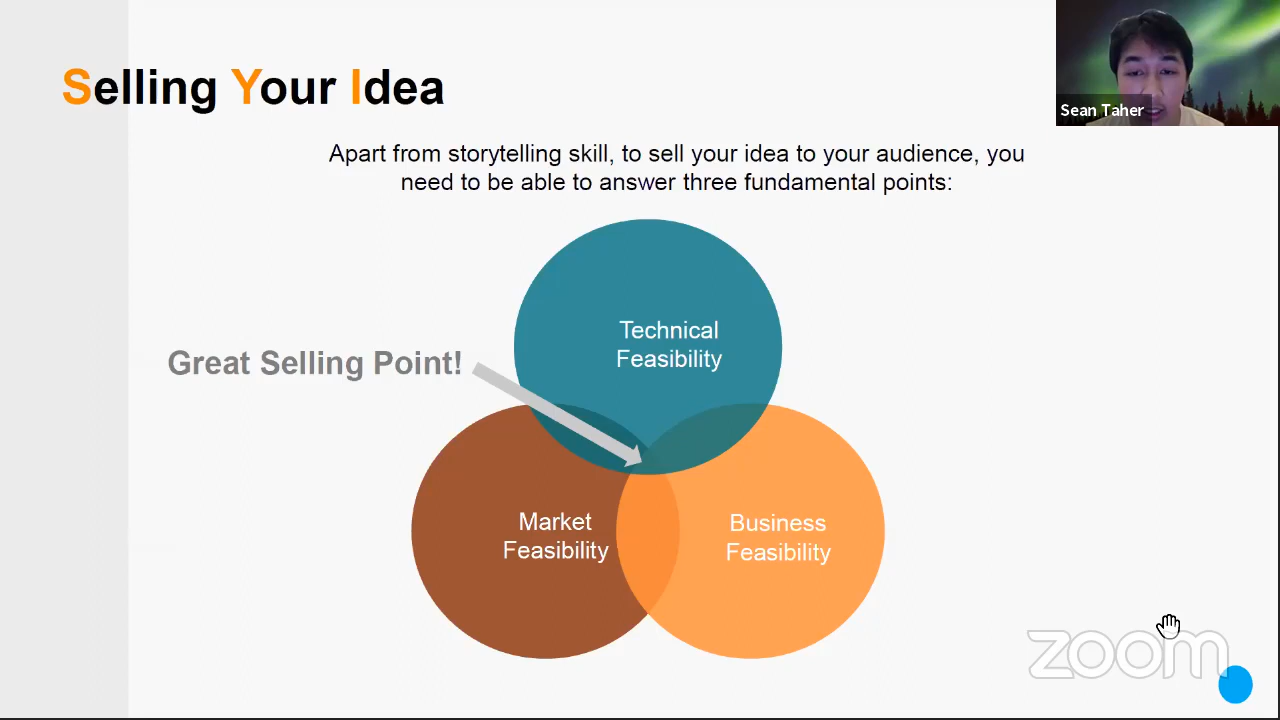 Selling Your Idea
Sean Taher
Apart from storytelling skill, to sell your idea to your audience, you
need to be able to answer three fundamental points:
Technical
Feasibility
Great Selling Point!
Market
Feasibility
Business
Feasibility
zoom